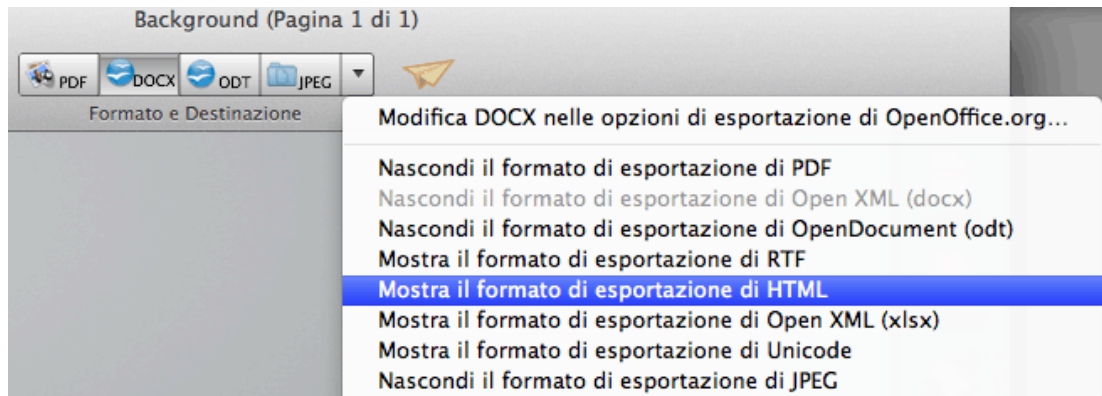 Background (Pagina 1 di 1)
PDF DOCX ODT JPEG
Formato e Destinazione
Modifica DOCX nelle opzioni di esportazione di OpenOffice.org...
Nascondi il formato di esportazione di PDF
Nascondi il formato di esportazione di Open XML (docx)
Nascondi il formato di esportazione di OpenDocument (odt)
Mostra il formato di esportazione di RTF
Mostra il formato di esportazione di HTML
Mostra il formato di esportazione di Open XML (xlsx)
Mostra il formato di esportazione di Unicode
Nascondi il formato di esportazione di JPEG